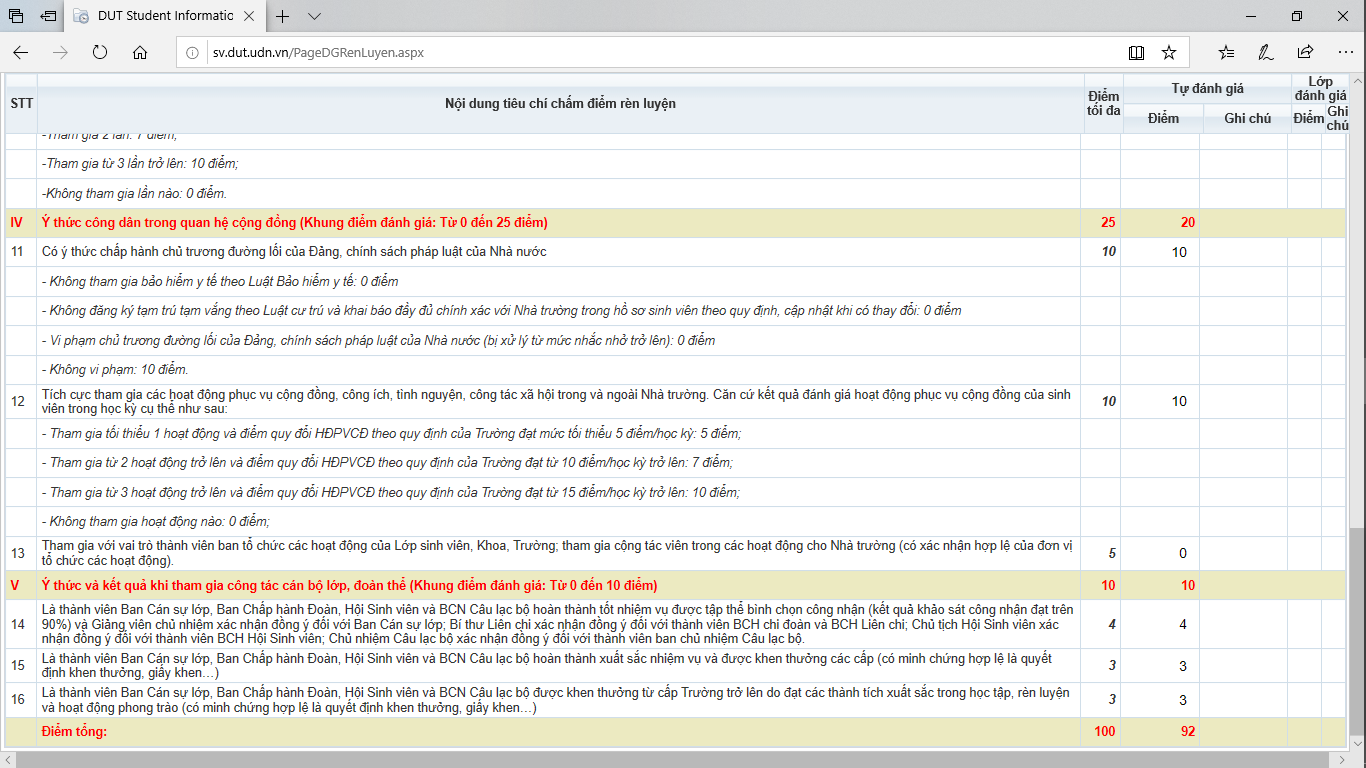 DUT Student Informatio
sv.dut.udn.vn/PageDGRenLuyen.aspx
STT
Nội dung tiêu chí chấm điểm rèn luyện
Điểm
tối đa
Tự đánh giá
Điểm
Ghi chú
Lớp
đánh giá
Điểm
Ghi
chú
-Tham gia 2 lần: 7 điểm;
-Tham gia từ 3 lần trở lên: 10 điểm;
-Không tham gia lần nào: 0 điểm.
IV Ý thức công dân trong quan hệ cộng đồng (Khung điểm đánh giá: Từ 0 đến 25 điểm) 25 20
11 Có ý thức chấp hành chủ trương đường lối của Đảng, chính sách pháp luật của Nhà nước 10 10
- Không tham gia bảo hiểm y tế theo Luật Bảo hiểm y tế: 0 điểm
- Không đăng ký tạm trú tạm vắng theo Luật cư trú và khai báo đầy đủ chính xác với Nhà trường trong hồ sơ sinh viên theo quy định, cập nhật khi có thay đổi: 0 điểm
- Vi phạm chủ trương đường lối của Đảng, chính sách pháp luật của Nhà nước (bị xử lý từ mức nhắc nhở trở lên): 0 điểm
- Không vi phạm: 10 điểm.
12 Tích cực tham gia các hoạt động phục vụ cộng đồng, công ích, tình nguyện, công tác xã hội trong và ngoài Nhà trường. Căn cứ kết quả đánh giá hoạt động phục vụ cộng đồng của sinh
viên trong học kỳ cụ thể như sau: 10 10
- Tham gia tối thiểu 1 hoạt động và điểm quy đổi HĐPVCĐ theo quy định của Trường đạt mức tối thiểu 5 điểm/học kỳ: 5 điểm;
- Tham gia từ 2 hoạt động trở lên và điểm quy đổi HĐPVCĐ theo quy định của Trường đạt từ 10 điểm/học kỳ trở lên: 7 điểm;
- Tham gia từ 3 hoạt động trở lên và điểm quy đổi HĐPVCĐ theo quy định của Trường đạt từ 15 điểm/học kỳ trở lên: 10 điểm;
- Không tham gia hoạt động nào: 0 điểm;
13 Tham gia với vai trò thành viên ban tổ chức các hoạt động của Lớp sinh viên, Khoa, Trường; tham gia cộng tác viên trong các hoạt động cho Nhà trường (có xác nhận hợp lệ của đơn vị
tổ chức các hoạt động). 5 0
V Ý thức và kết quả khi tham gia công tác cán bộ lớp, đoàn thể (Khung điểm đánh giá: Từ 0 đến 10 điểm) 10 10
14 Là thành viên Ban Cán sự lớp, Ban Chấp hành Đoàn, Hội Sinh viên và BCN Câu lạc bộ hoàn thành tốt nhiệm vụ được tập thể bình chọn công nhận (kết quả khảo sát công nhận đạt trên
90%) và Giảng viên chủ nhiệm xác nhận đồng ý đối với Ban Cán sự lớp; Bí thư Liên chi xác nhận đồng ý đối với thành viên BCH chi đoàn và BCH Liên chi; Chủ tịch Hội Sinh viên xác
nhận đồng ý đối với thành viên BCH Hội Sinh viên; Chủ nhiệm Câu lạc bộ xác nhận đồng ý đối với thành viên ban chủ nhiệm Câu lạc bộ. 4 4
15 Là thành viên Ban Cán sự lớp, Ban Chấp hành Đoàn, Hội Sinh viên và BCN Câu lạc bộ hoàn thành xuất sắc nhiệm vụ và được khen thưởng các cấp (có minh chứng hợp lệ là quyết
định khen thưởng, giấy khen…) 3 3
16 Là thành viên Ban Cán sự lớp, Ban Chấp hành Đoàn, Hội Sinh viên và BCN Câu lạc bộ được khen thưởng từ cấp Trường trở lên do đạt các thành tích xuất sắc trong học tập, rèn luyện
và hoạt động phong trào (có minh chứng hợp lệ là quyết định khen thưởng, giấy khen…) 3 3
Điểm tổng: 100 92